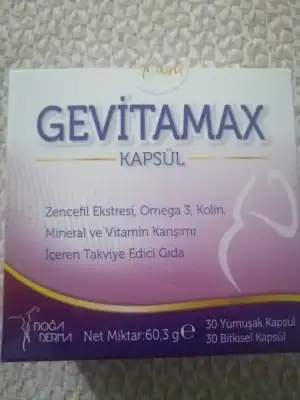 GEVİTAMAX
KAPSÜL
Zencefil Ekstresi, Omega 3, Kolin,
Mineral ve Vitamin Karışımı
İçeren Takviye Edici Gıda
DOĞA
DERMA
Net Miktar:60,3 g℮
30 Yumuşak Kapsül
30 Bitkisel Kapsül